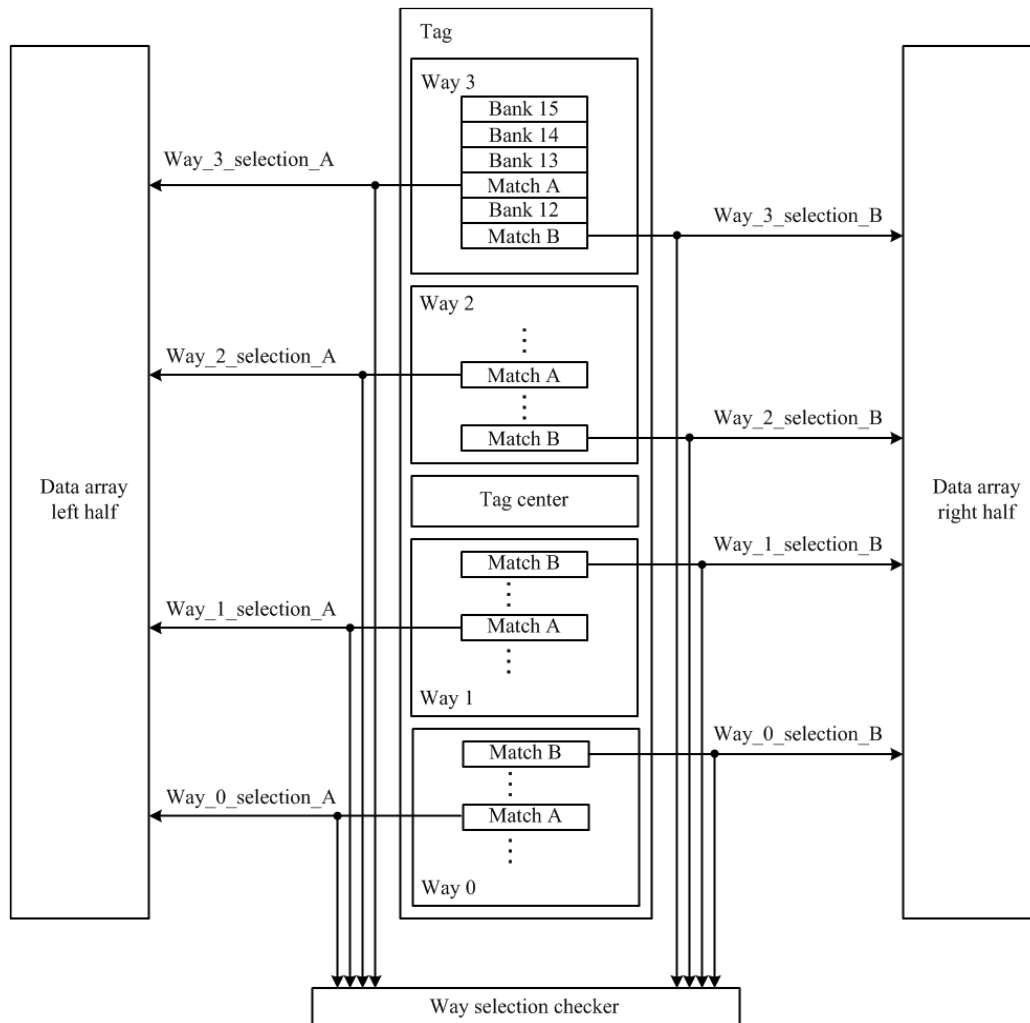 Tag
Way 3
Bank 15
Bank 14
Bank 13
Way_3_selection_A
Match A
Bank 12
Way_3_selection_B
Match B
Way 2
Way_2_selection_A
Match A
Way_2_selection_B
Match B
Data array
left half
Tag center
Data array
right half
Way_1_selection_B
Match B
Way_1_selection_A
Match A
Way 1
Way_0_selection_B
Match B
Way_0_selection_A
Match A
Way 0
Way selection checker